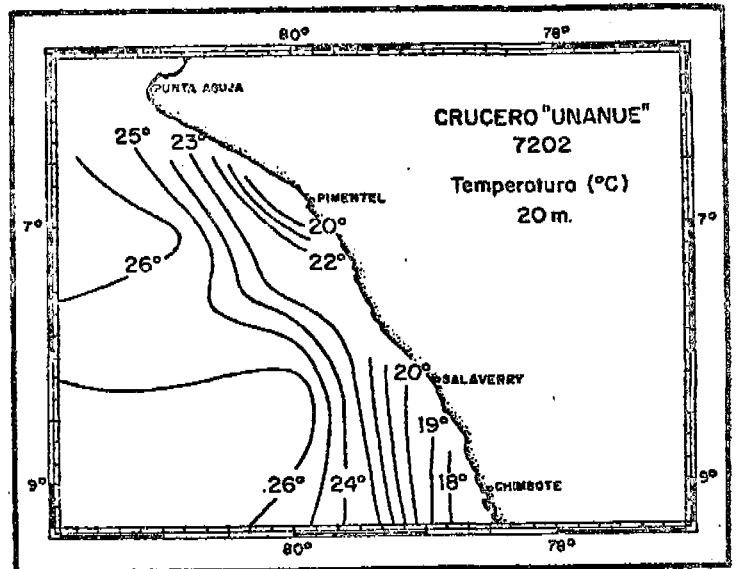 80°
78°
PUNTA AGUJA
CRUCERO "UNANUE"
7202
Temperatura (°C)
20 m.
25°
23°
PIMENTEL
7°
7°
20°
22°
26°
20°
SALAVERRY
19°
9°
26°
24°
18°
CHIMBOTE
9°
80°
78°